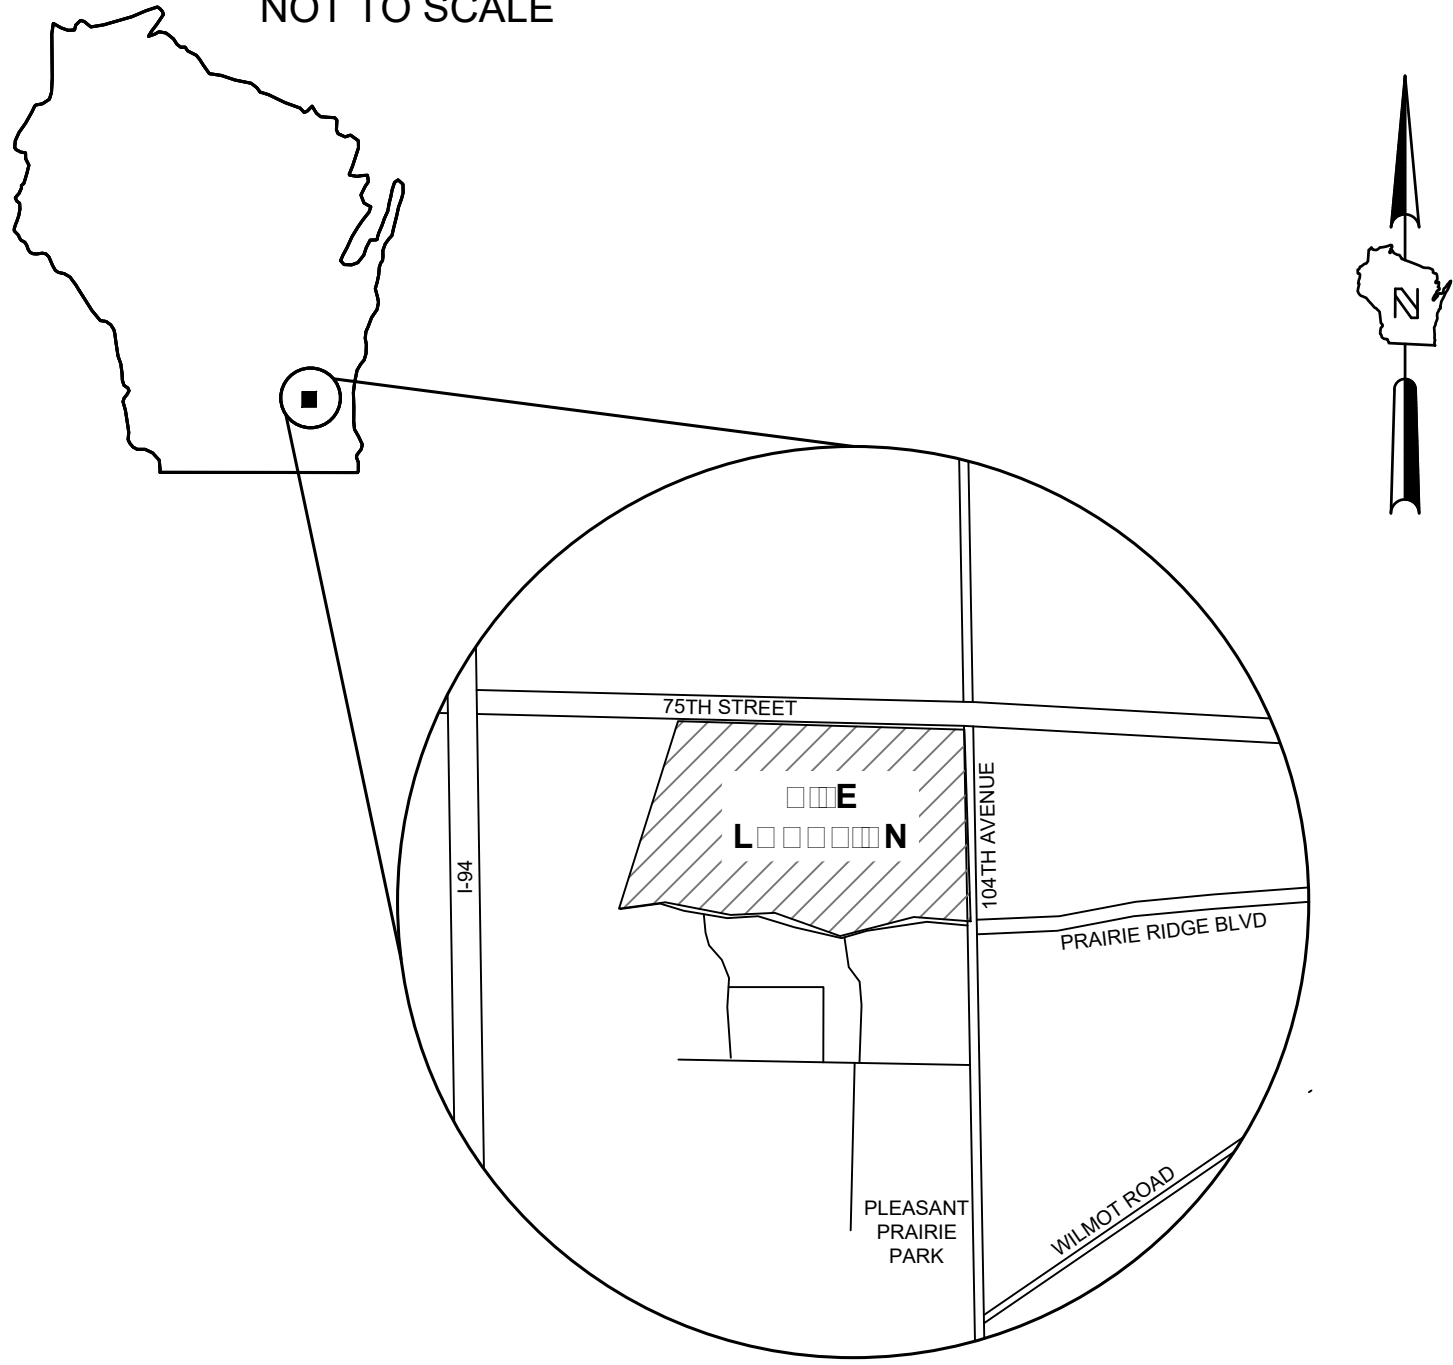 NOT TO SCALE
N
75TH STREET
□□□E
L□□□□□□N
104TH AVENUE
I-94
PRAIRIE RIDGE BLVD
PLEASANT
PRAIRIE
PARK
WILMOT ROAD